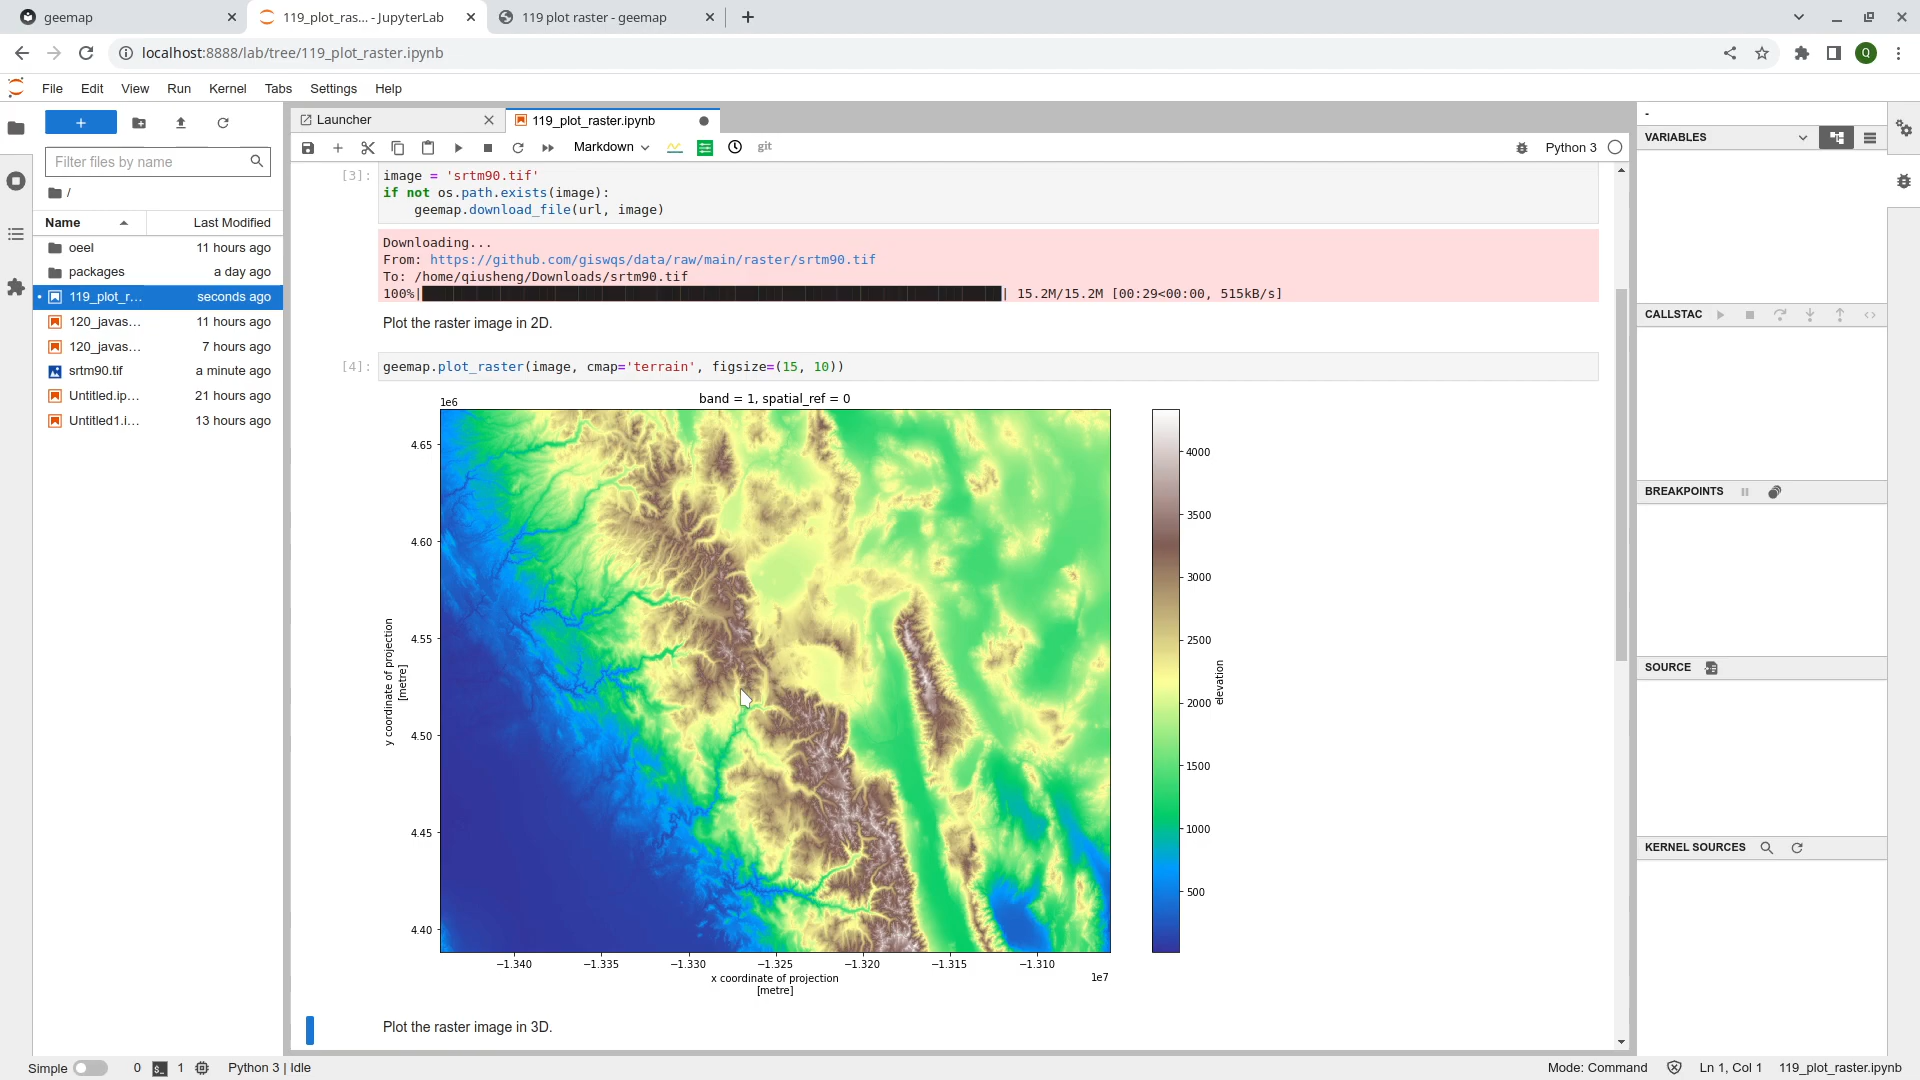 geemap
119_plot_ras... - JupyterLab
119 plot raster - geemap
localhost:8888/lab/tree/119_plot_raster.ipynb
Q
File Edit View Run Kernel Tabs Settings Help
Launcher
119_plot_raster.ipynb
Markdown
git
Python 3
Filter files by name
/
Name Last Modified
oeel 11 hours ago
packages a day ago
119_plot_r... seconds ago
120_javas... 11 hours ago
120_javas... 7 hours ago
srtm90.tif a minute ago
Untitled.ip... 21 hours ago
Untitled1.i... 13 hours ago
[3]: image = 'srtm90.tif'
if not os.path.exists(image):
    geemap.download_file(url, image)
Downloading...
From: https://github.com/giswqs/data/raw/main/raster/srtm90.tif
To: /home/qiusheng/Downloads/srtm90.tif
100%| | 15.2M/15.2M [00:29<00:00, 515kB/s]
Plot the raster image in 2D.
[4]: geemap.plot_raster(image, cmap='terrain', figsize=(15, 10))
band = 1, spatial_ref = 0
1e6
4.65
4.60
4.55
4.50
4.45
4.40
y coordinate of projection
[metre]
−1.340 −1.335 −1.330 −1.325 −1.320 −1.315 −1.310
1e7
x coordinate of projection
[metre]
4000
3500
3000
2500
2000
1500
1000
500
elevation
Plot the raster image in 3D.
-
VARIABLES
CALLSTAC
BREAKPOINTS
SOURCE
KERNEL SOURCES
Simple 0 1 Python 3 | Idle
Mode: Command Ln 1, Col 1 119_plot_raster.ipynb